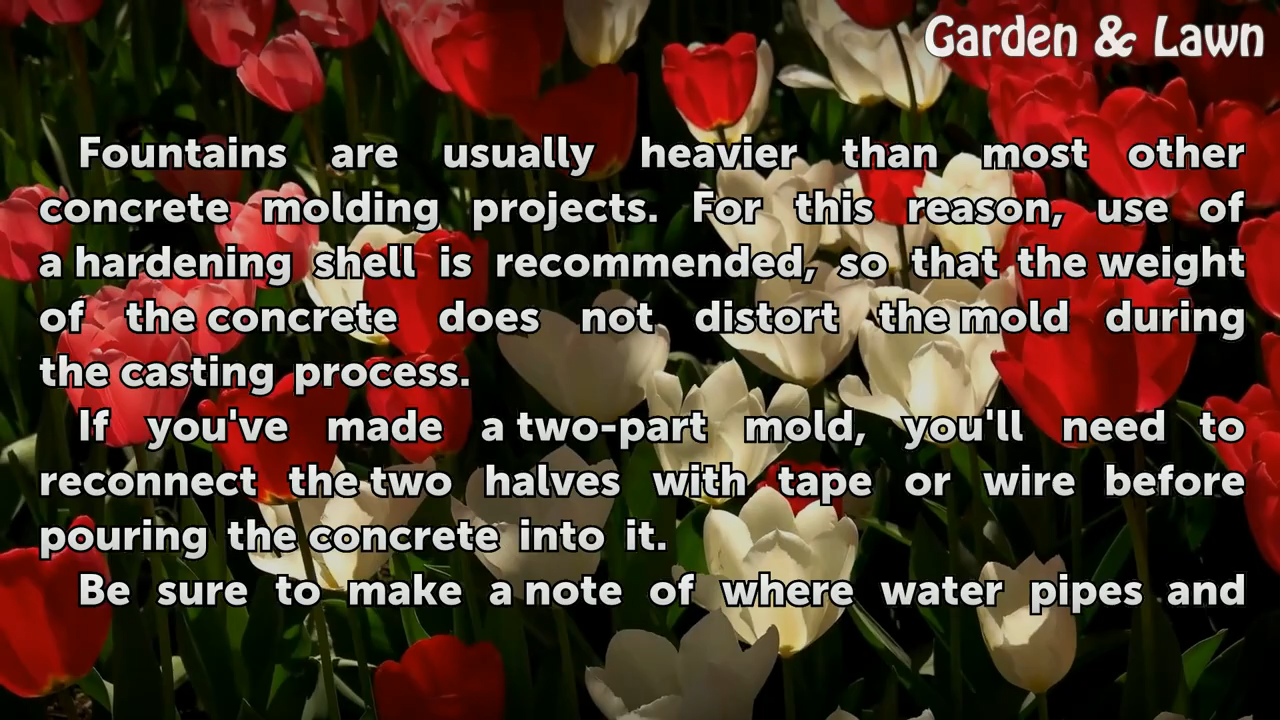 Garden & Lawn
Fountains are usually heavier than most other
concrete molding projects. For this reason, use of
a hardening shell is recommended, so that the weight
of the concrete does not distort the mold during
the casting process.
If you've made a two-part mold, you'll need to
reconnect the two halves with tape or wire before
pouring the concrete into it.
Be sure to make a note of where water pipes and